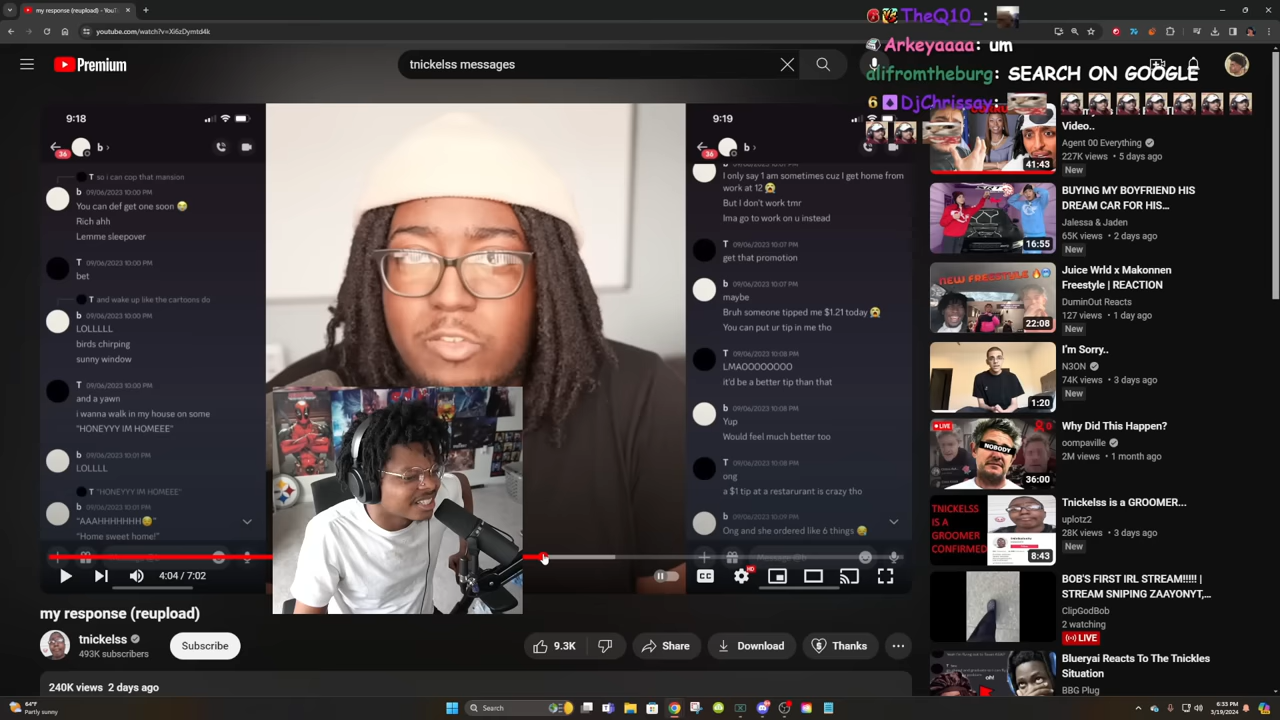 my response (reupload) - YouT
youtube.com/watch?v=Xi6zDymtd4k
TheQ10_:
Arkeyaaaa: um
alifromtheburg: SEARCH ON GOOGLE
6 DjChrissay:
Premium
tnickelss messages
9:18
36 b
T so i can cop that mansion
b 09/06/2023 10:00 PM
You can def get one soon
Rich ahh
Lemme sleepover
T 09/06/2023 10:00 PM
bet
T and wake up like the cartoons do
b 09/06/2023 10:00 PM
LOLLLLL
birds chirping
sunny window
T 09/06/2023 10:00 PM
and a yawn
i wanna walk in my house on some
"HONEYYY IM HOMEEE"
b 09/06/2023 10:01 PM
LOLLLL
T "HONEYYY IM HOMEEE"
b 09/06/2023 10:01 PM
"AAAHHHHHHH"
"Home sweet home!"
36 b
I only say 1 am sometimes cuz I get home from
work at 12
But I don't work tmr
Ima go to work on u instead
T 09/06/2023 10:07 PM
get that promotion
b 09/06/2023 10:07 PM
maybe
Bruh someone tipped me $1.21 today
You can put ur tip in me tho
T 09/06/2023 10:08 PM
LMAOOOOOOOO
it'd be a better tip than that
b 09/06/2023 10:08 PM
Yup
Would feel much better too
T 09/06/2023 10:08 PM
ong
a $1 tip at a restarurant is crazy tho
b 09/06/2023 10:09 PM
Ong and she ordered like 6 things
4:04 / 7:02
CC
HD
my response (reupload)
tnickelss
493K subscribers
Subscribe
9.3K
Share
Download
Thanks
240K views 2 days ago
41:43
Video..
Agent 00 Everything
227K views • 5 days ago
New
16:55
BUYING MY BOYFRIEND HIS
DREAM CAR FOR HIS...
Jalessa & Jaden
65K views • 2 days ago
New
NEW FREESTYLE
22:08
Juice Wrld x Makonnen
Freestyle | REACTION
DuminOut Reacts
127 views • 1 day ago
New
1:20
I'm Sorry..
N3ON
74K views • 3 days ago
New
LIVE
NOBODY
36:00
Why Did This Happen?
oompaville
2M views • 1 month ago
TNICKELSS
IS A
GROOMER
CONFIRMED
8:43
Tnickelss is a GROOMER...
uplotz2
28K views • 3 days ago
New
BOB'S FIRST IRL STREAM!!!!! |
STREAM SNIPING ZAAYONYT,...
ClipGodBob
2 watching
LIVE
oh!
Blueryai Reacts To The Tnickles
Situation
BBG Plug
64°F
Partly sunny
Search
6:33 PM
3/19/2024